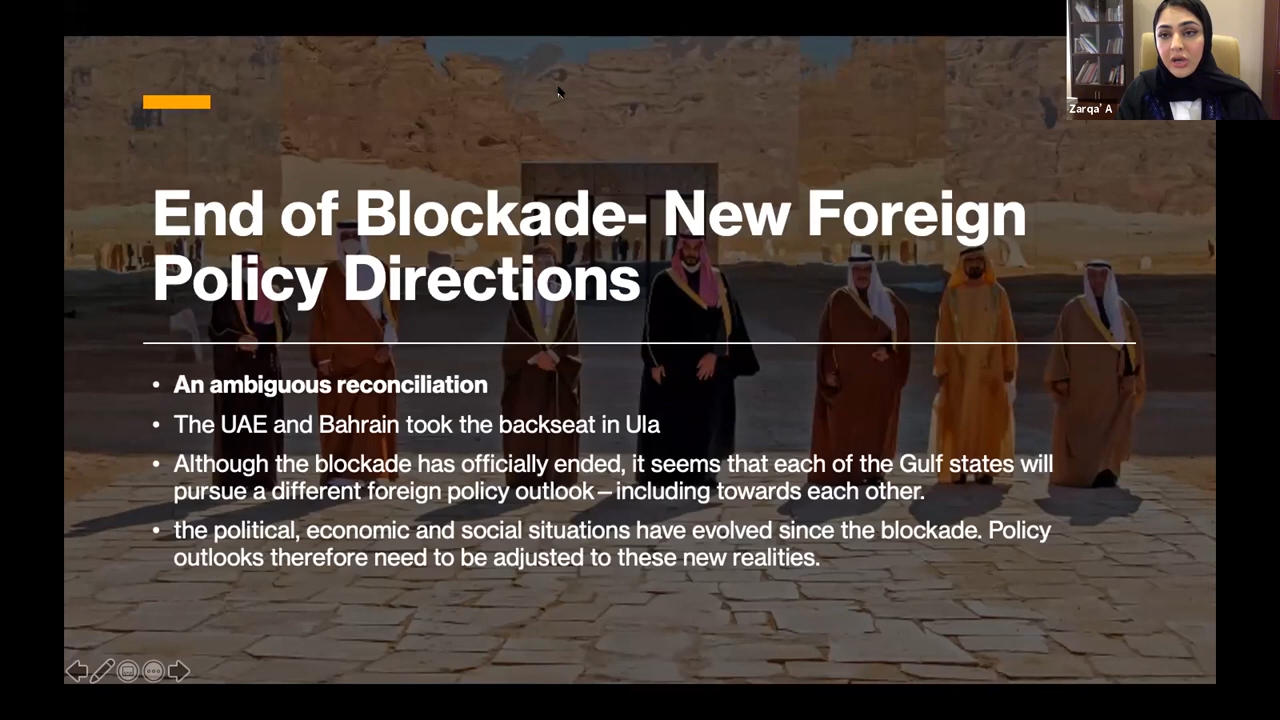 Zarqa' A
End of Blockade- New Foreign
Policy Directions
• An ambiguous reconciliation
• The UAE and Bahrain took the backseat in Ula
• Although the blockade has officially ended, it seems that each of the Gulf states will
pursue a different foreign policy outlook – including towards each other.
• the political, economic and social situations have evolved since the blockade. Policy
outlooks therefore need to be adjusted to these new realities.